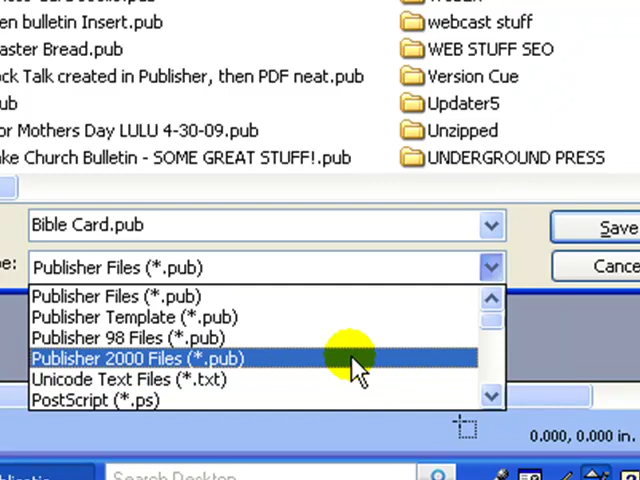 en bulletin Insert.pub
aster Bread.pub
ck Talk created in Publisher, then PDF neat.pub
ub
or Mothers Day LULU 4-30-09.pub
ke Church Bulletin - SOME GREAT STUFF!.pub
webcast stuff
WEB STUFF SEO
Version Cue
Updater5
Unzipped
UNDERGROUND PRESS
Bible Card.pub
Save
pe: Publisher Files (*.pub)
Cance
Publisher Files (*.pub)
Publisher Template (*.pub)
Publisher 98 Files (*.pub)
Publisher 2000 Files (*.pub)
Unicode Text Files (*.txt)
PostScript (*.ps)
0.000, 0.000 in.
Search Desktop